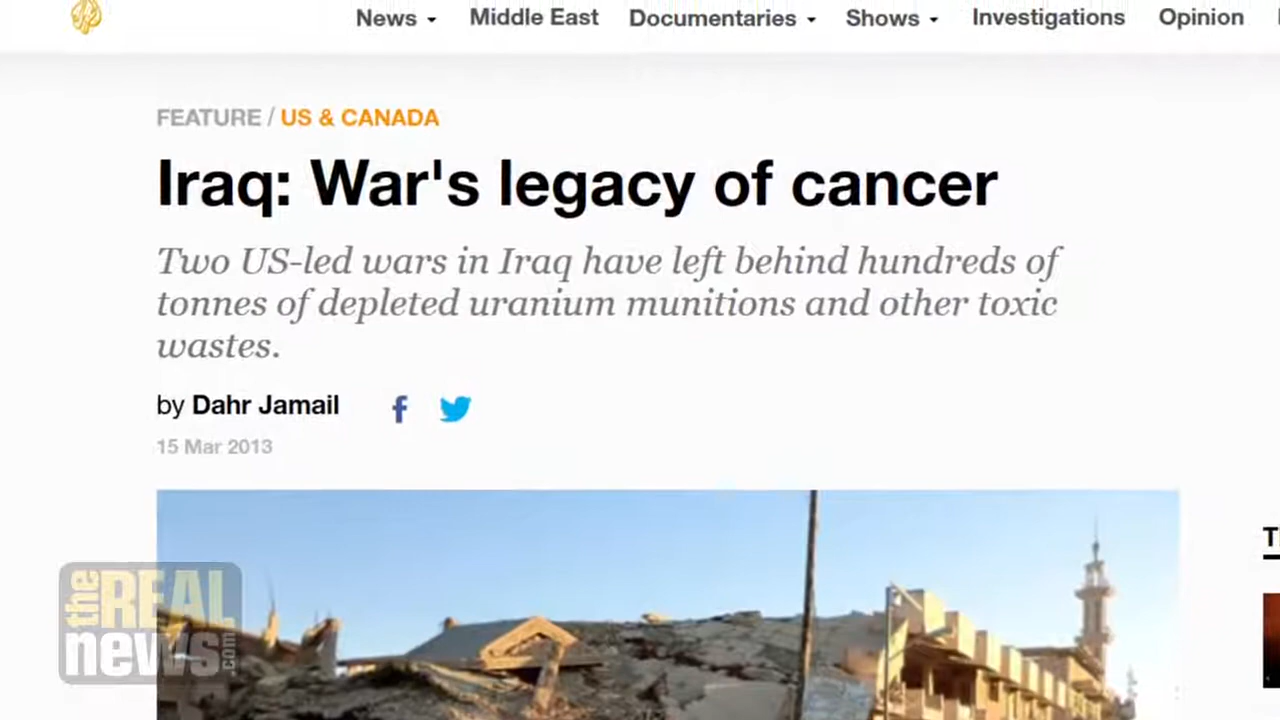 News
Middle East
Documentaries
Shows
Investigations
Opinion
FEATURE / US & CANADA
Iraq: War's legacy of cancer
Two US-led wars in Iraq have left behind hundreds of
tonnes of depleted uranium munitions and other toxic
wastes.
by Dahr Jamail
15 Mar 2013
the REAL
news.com